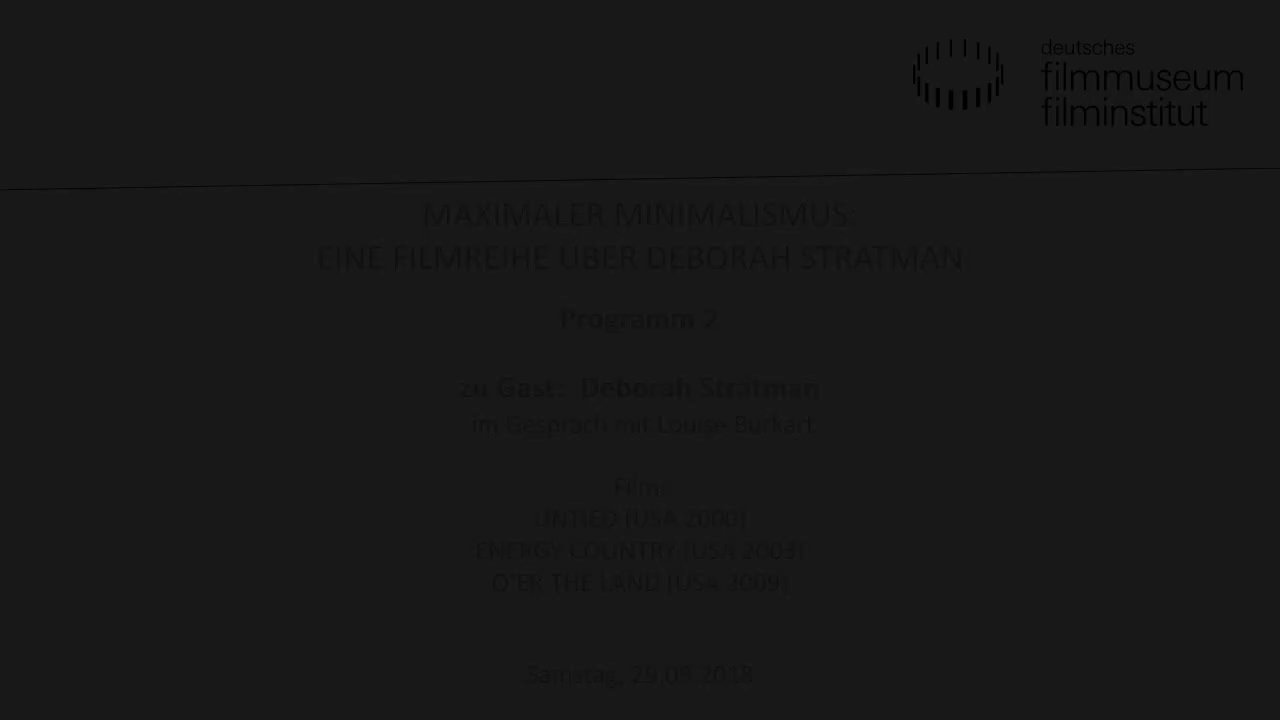 deutsches
filmmuseum
filminstitut
MAXIMALER MINIMALISMUS:
EINE FILMREIHE ÜBER DEBORAH STRATMAN
Programm 2
zu Gast: Deborah Stratman
im Gespräch mit Louise Burkart
Filme
UNTIED (USA 2000)
ENERGY COUNTRY (USA 2003)
O'ER THE LAND (USA 2009)
Samstag, 29.09.2018